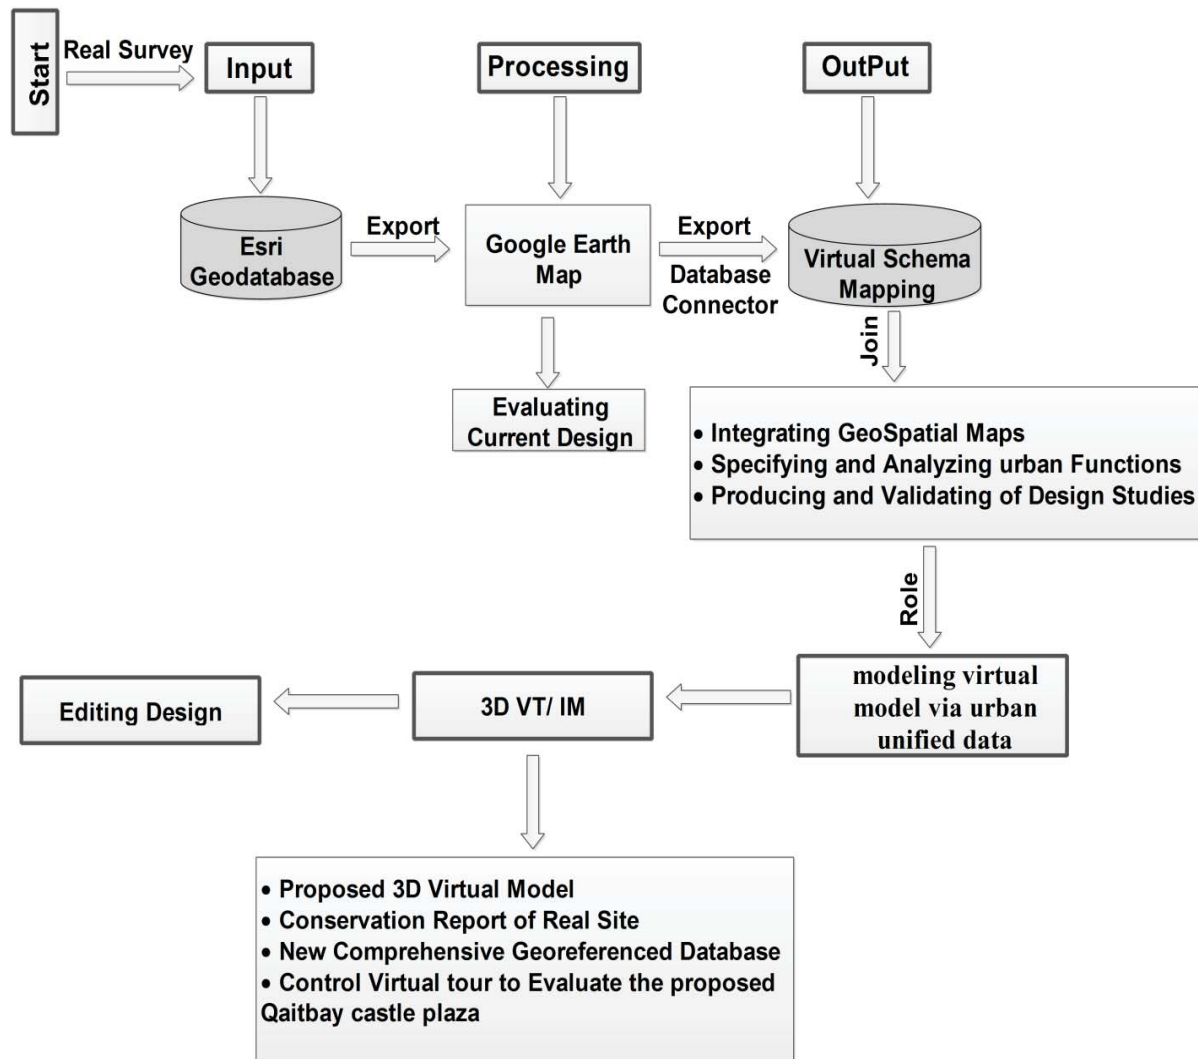 Start
Real Survey
Input
Processing
OutPut
Esri
Geodatabase
Export
Google Earth
Map
Export
Database
Connector
Virtual Schema
Mapping
Evaluating
Current Design
Join
• Integrating GeoSpatial Maps
• Specifying and Analyzing urban Functions
• Producing and Validating of Design Studies
Role
modeling virtual
model via urban
unified data
3D VT/ IM
Editing Design
• Proposed 3D Virtual Model
• Conservation Report of Real Site
• New Comprehensive Georeferenced Database
• Control Virtual tour to Evaluate the proposed
Qaitbay castle plaza